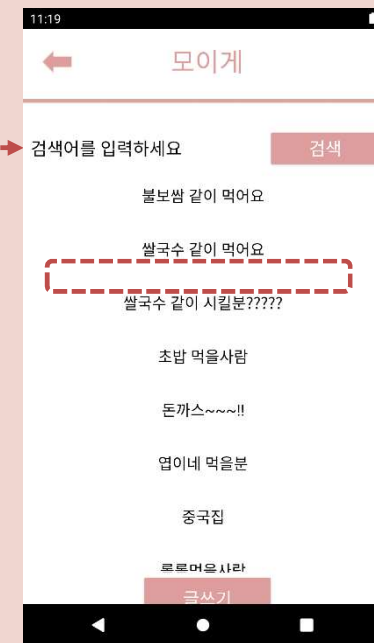 11:19
모이게
검색어를 입력하세요
검색
불보쌈 같이 먹어요
쌀국수 같이 먹어요
쌀국수 같이 시킬분?????
초밥 먹을사람
돈까스~~~!!
엽이네 먹을분
중국집
글쓰기